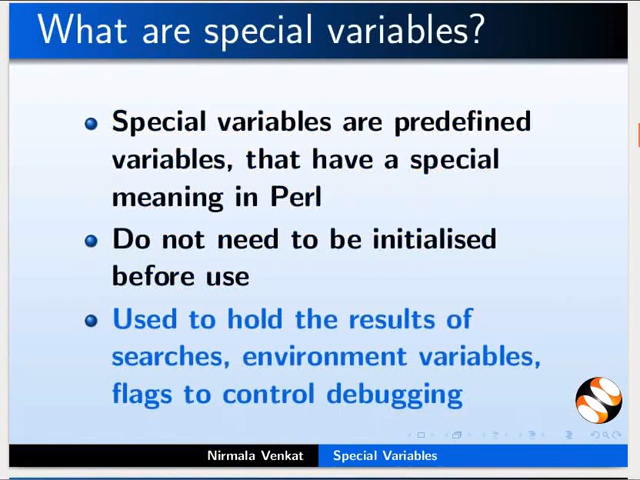 What are special variables?
Special variables are predefined
variables, that have a special
meaning in Perl
Do not need to be initialised
before use
Used to hold the results of
searches, environment variables,
flags to control debugging
Nirmala Venkat
Special Variables